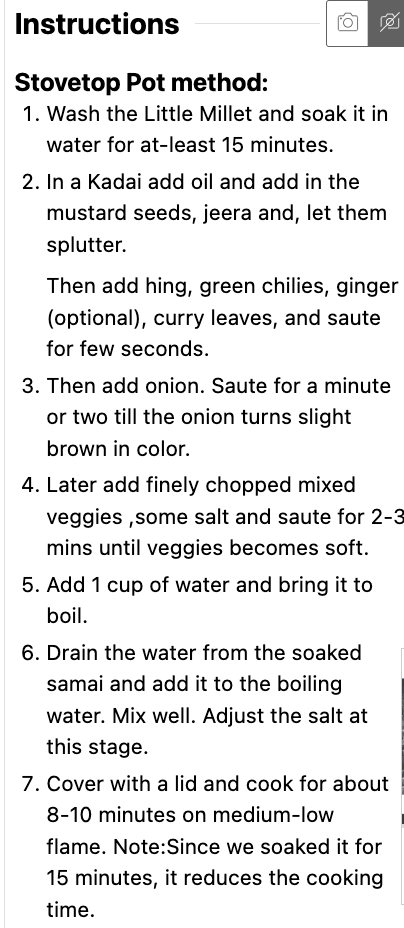 Instructions
Stovetop Pot method:
1. Wash the Little Millet and soak it in
water for at-least 15 minutes.
2. In a Kadai add oil and add in the
mustard seeds, jeera and, let them
splutter.
Then add hing, green chilies, ginger
(optional), curry leaves, and saute
for few seconds.
3. Then add onion. Saute for a minute
or two till the onion turns slight
brown in color.
4. Later add finely chopped mixed
veggies ,some salt and saute for 2-3
mins until veggies becomes soft.
5. Add 1 cup of water and bring it to
boil.
6. Drain the water from the soaked
samai and add it to the boiling
water. Mix well. Adjust the salt at
this stage.
7. Cover with a lid and cook for about
8-10 minutes on medium-low
flame. Note:Since we soaked it for
15 minutes, it reduces the cooking
time.